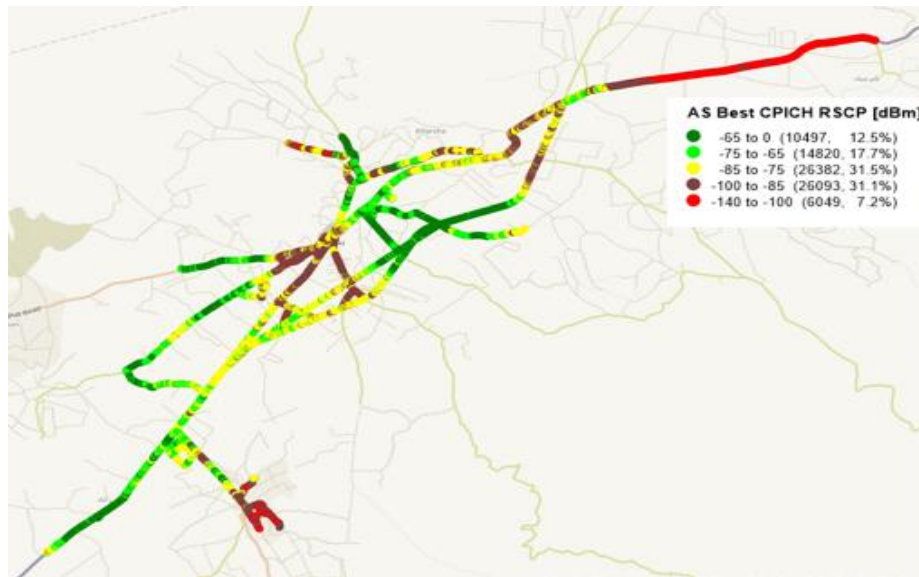 AS Best CPICH RSCP [dBm]
-65 to 0 (10497, 12.5%)
-75 to -65 (14820, 17.7%)
-85 to -75 (26382, 31.5%)
-100 to -85 (26093, 31.1%)
-140 to -100 (6049, 7.2%)